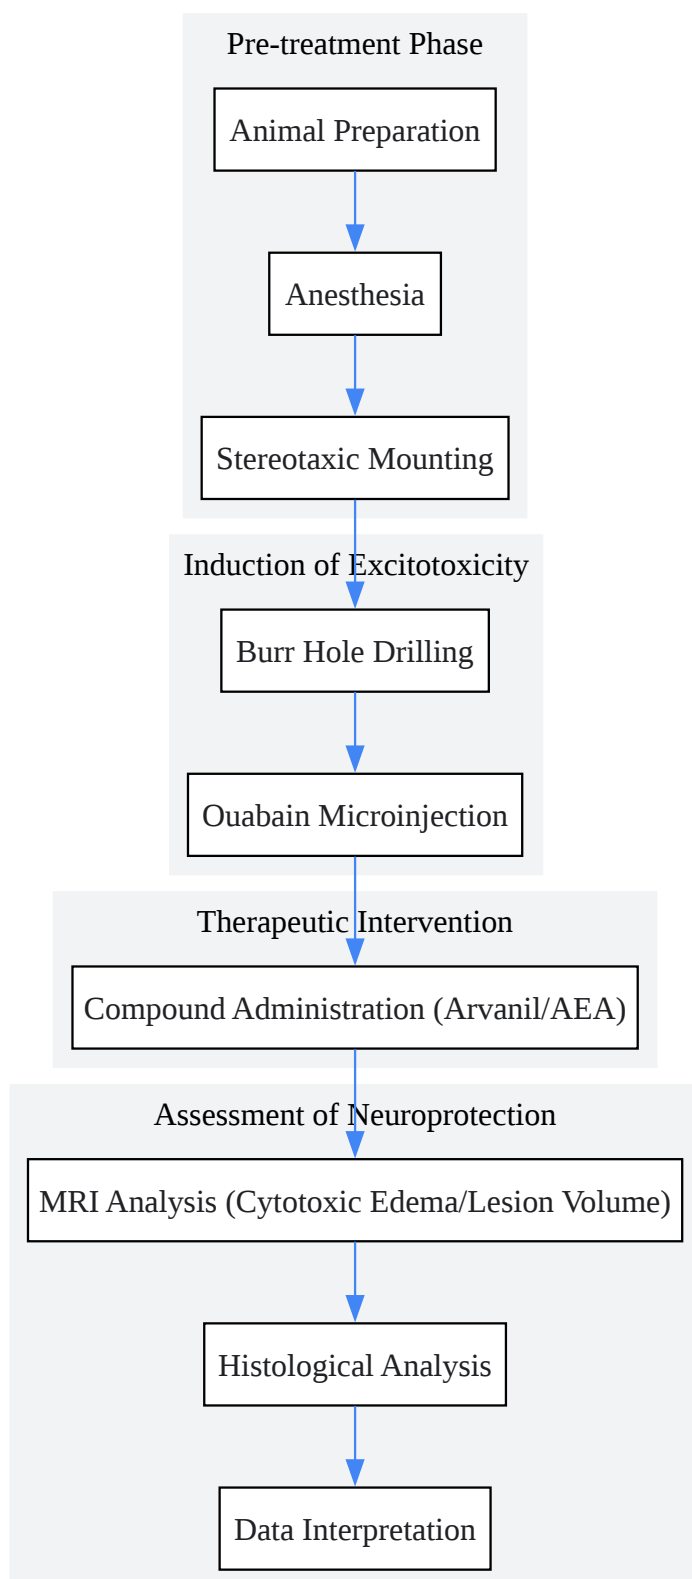 Pre-treatment Phase
Animal Preparation
Anesthesia
Stereotaxic Mounting
Induction of Excitotoxicity
Burr Hole Drilling
Ouabain Microinjection
Therapeutic Intervention
Compound Administration (Arvanil/AEA)
Assessment of Neuroprotection
MRI Analysis (Cytotoxic Edema/Lesion Volume)
Histological Analysis
Data Interpretation